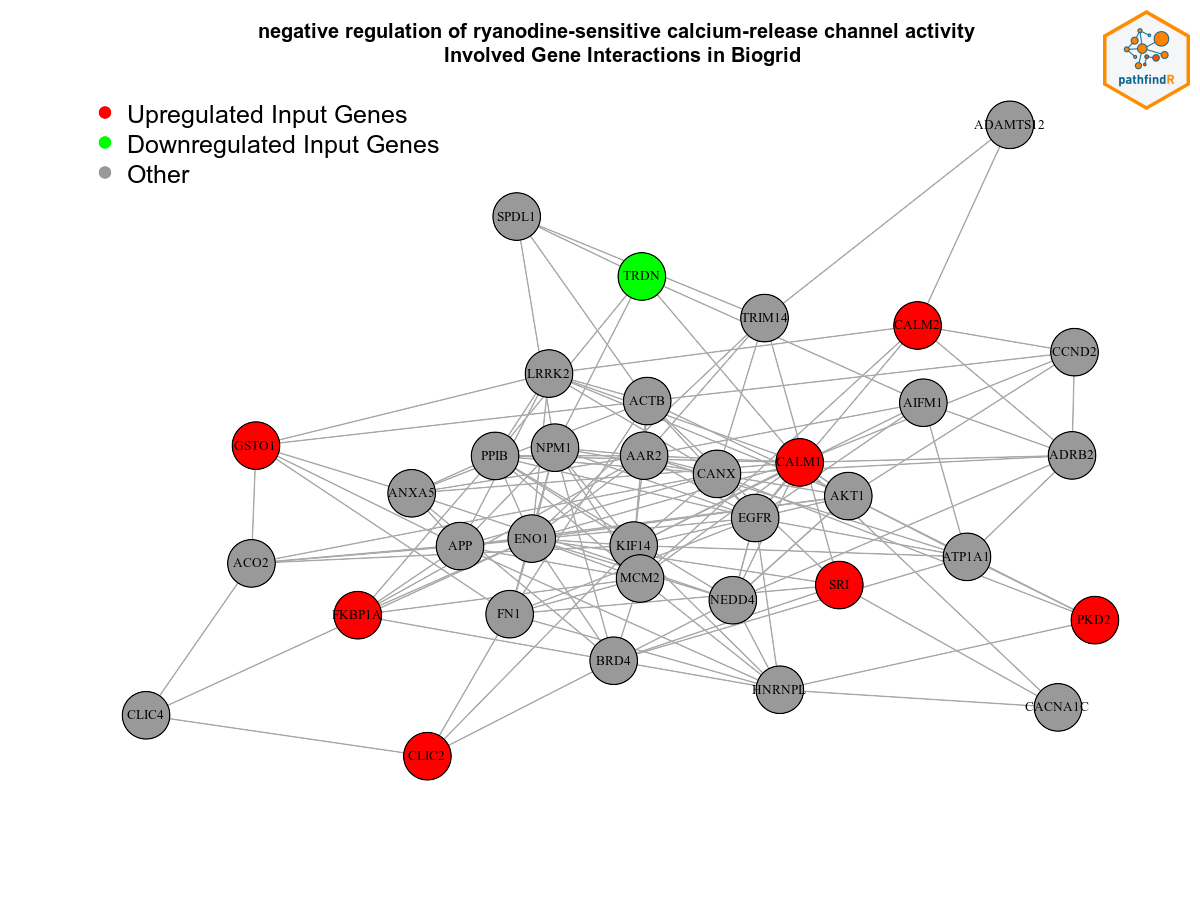 negative regulation of ryanodine-sensitive calcium-release channel activity
Involved Gene Interactions in Biogrid
pathfindR
Upregulated Input Genes
Downregulated Input Genes
Other
ADAMTS12
SPDL1
TRDN
TRIM14
CALM2
CCND2
LRRK2
ACTB
AIFM1
GSTO1
NPM1
PPIB
AAR2
CANX
CALM1
ADRB2
ANXA5
AKT1
EGFR
ENO1
APP
KIF14
ATP1A1
ACO2
MCM2
SRI
NEDD4
FKBP1A
FN1
PKD2
BRD4
HNRNPL
CACNA1C
CLIC4
CLIC2